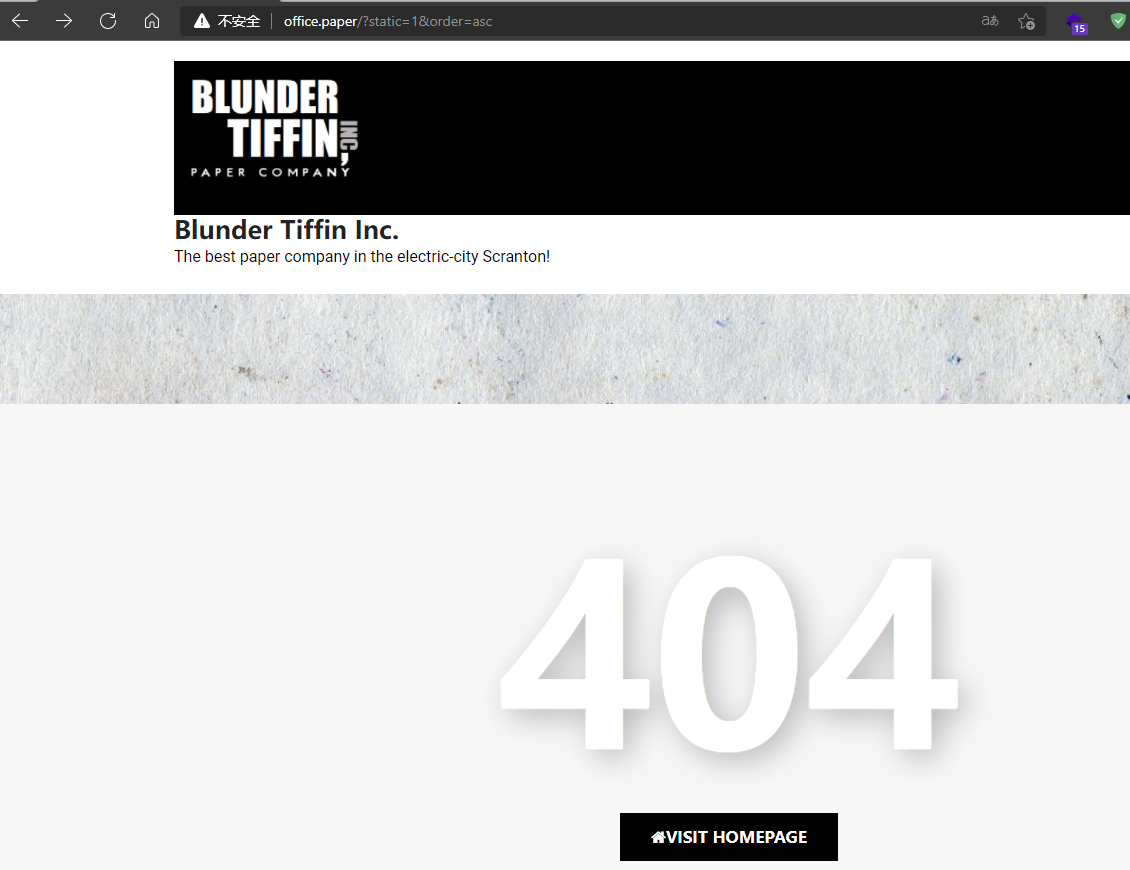 不安全 office.paper/?static=1&order=asc
15
BLUNDER
TIFFIN, INC
PAPER COMPANY
Blunder Tiffin Inc.
The best paper company in the electric-city Scranton!
404
VISIT HOMEPAGE